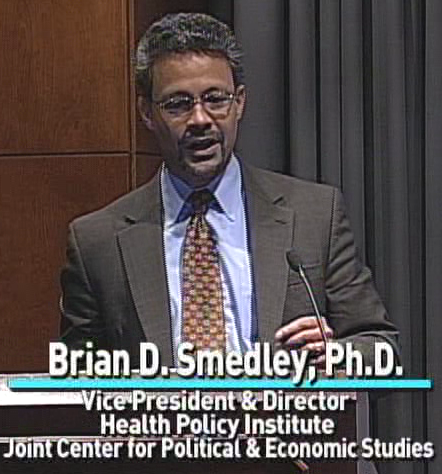 Brian D. Smedley, Ph.D.
Vice President & Director
Health Policy Institute
Joint Center for Political & Economic Studies